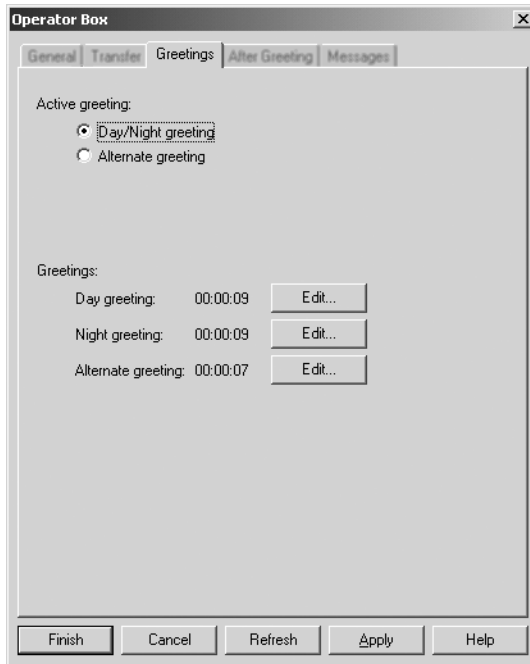 Operator Box
General Transfer Greetings After Greeting Messages
Active greeting:
Day/Night greeting
Alternate greeting
Greetings:
Day greeting: 00:00:09 Edit...
Night greeting: 00:00:09 Edit...
Alternate greeting: 00:00:07 Edit...
Finish Cancel Refresh Apply Help